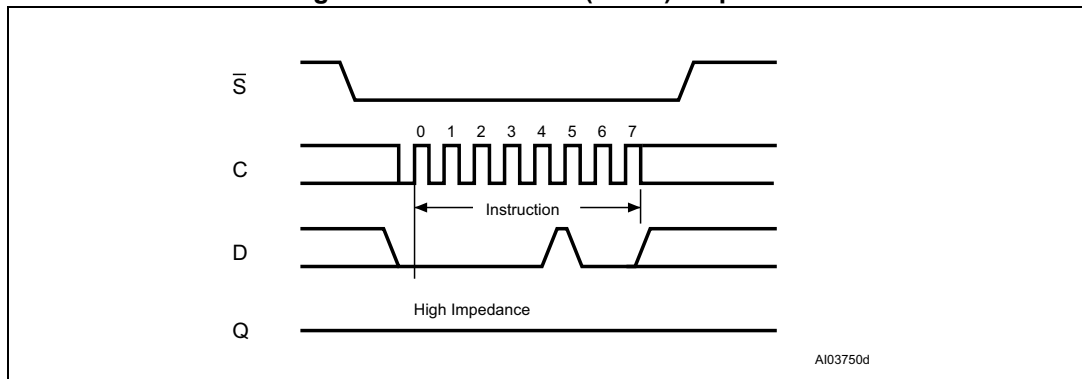 S̅
0 1 2 3 4 5 6 7
C
Instruction
D
High Impedance
Q
AI03750d